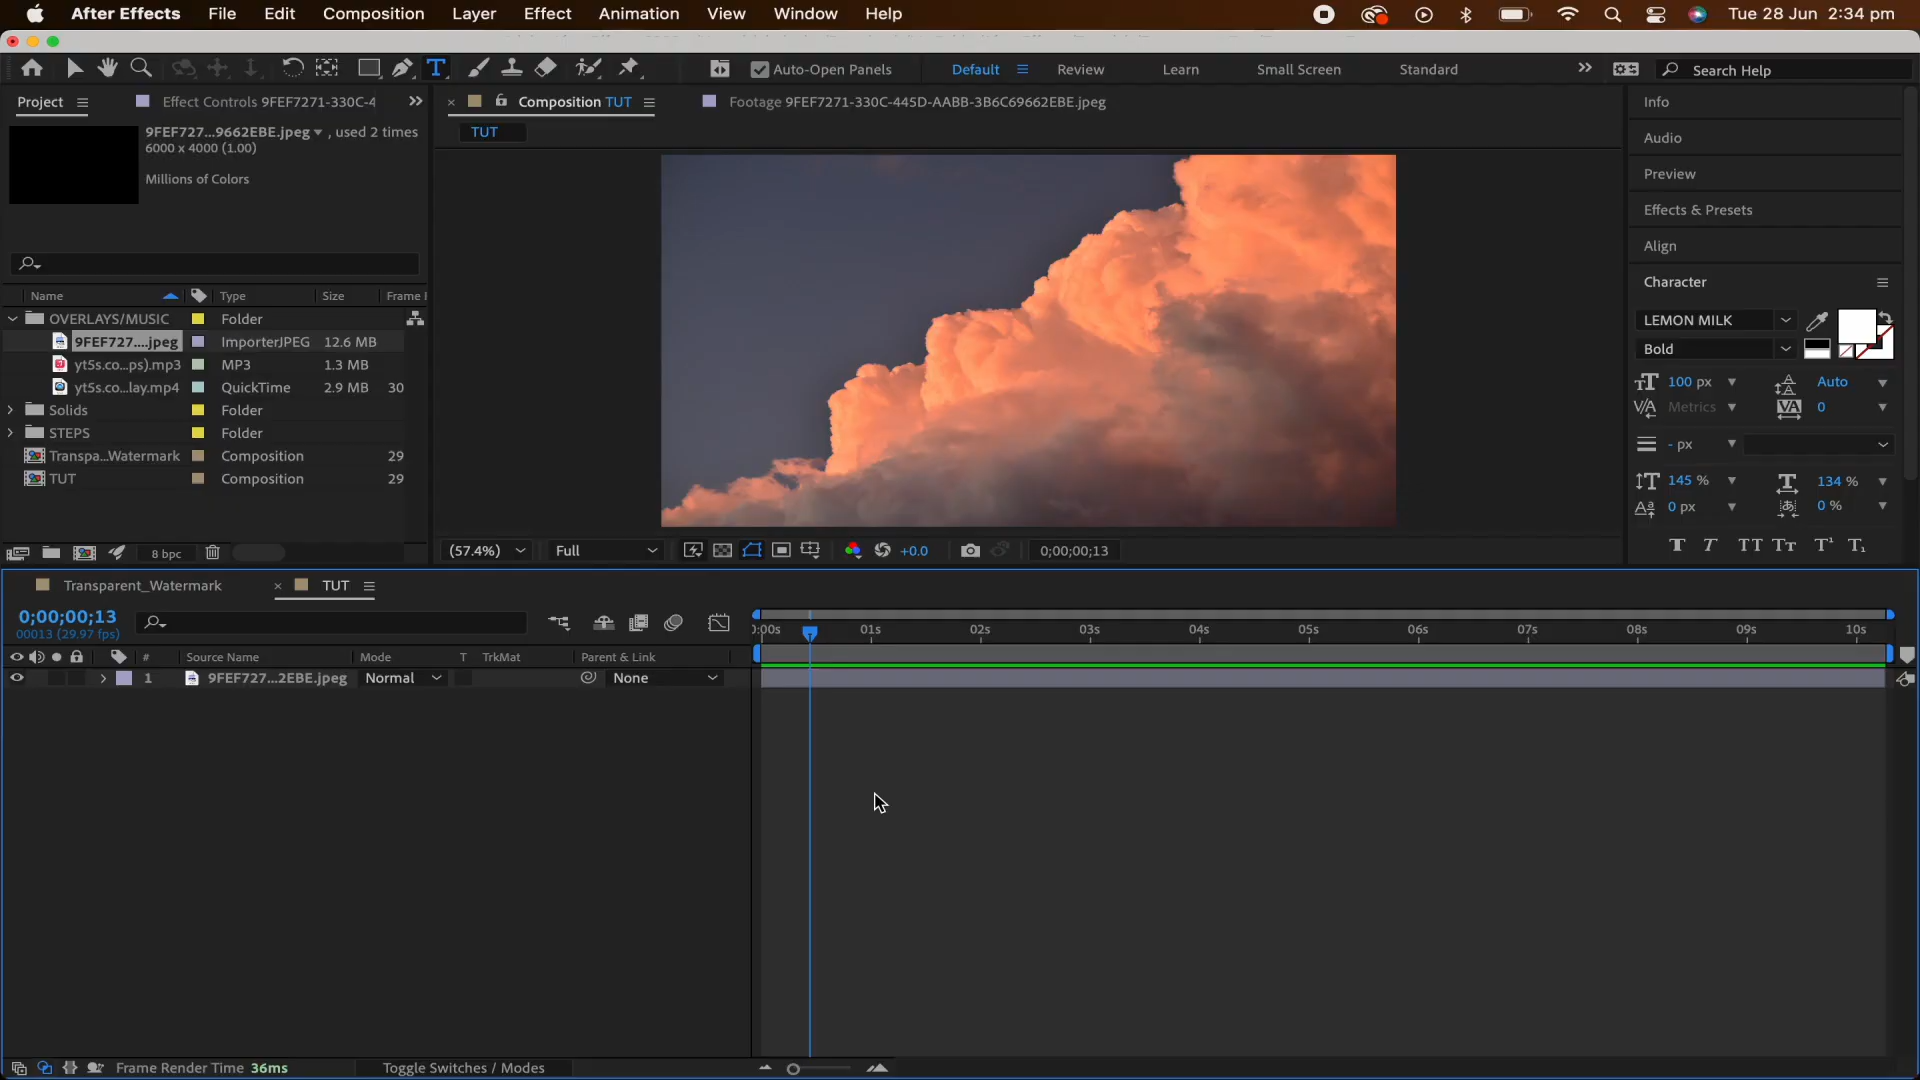 After Effects File Edit Composition Layer Effect Animation View Window Help Tue 28 Jun 2:34 pm
Auto-Open Panels Default Review Learn Small Screen Standard Search Help
Project Effect Controls 9FEF7271-330C-4 Composition TUT Footage 9FEF7271-330C-445D-AABB-3B6C69662EBE.jpeg Info
9FEF727...9662EBE.jpeg , used 2 times TUT
6000 x 4000 (1.00) Audio
Millions of Colors Preview
Effects & Presets
Align
Character
Name Type Size Frame
OVERLAYS/MUSIC Folder LEMON MILK
9FEF727....jpeg ImporterJPEG 12.6 MB Bold
yt5s.co...ps).mp3 MP3 1.3 MB
yt5s.co...lay.mp4 QuickTime 2.9 MB 30 100 px Auto
Solids Folder Metrics 0
STEPS Folder - px
Transpa...Watermark Composition 29
TUT Composition 29 145 % 134 %
0 px 0 %
8 bpc (57.4%) Full +0.0 0;00;00;13 T T TT Tт T¹ T₁
Transparent_Watermark TUT
0;00;00;13
00013 (29.97 fps) 0:00s 01s 02s 03s 04s 05s 06s 07s 08s 09s 10s
# Source Name Mode T TrkMat Parent & Link
1 9FEF727...2EBE.jpeg Normal None
Frame Render Time 36ms Toggle Switches / Modes